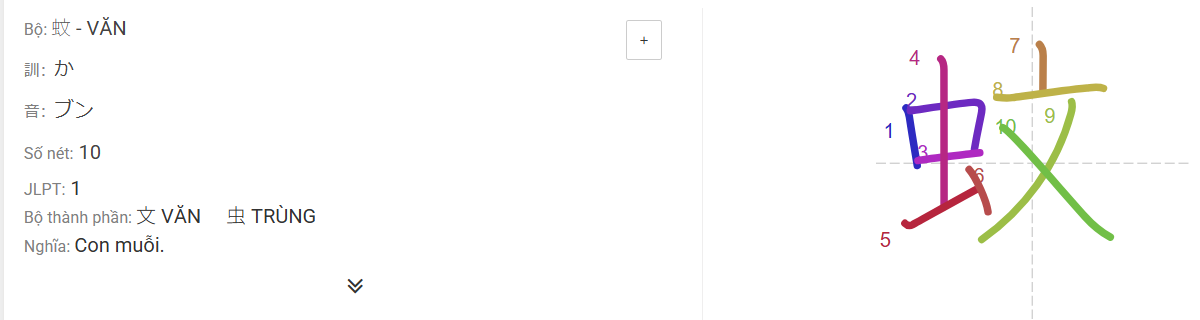 Bộ: 蚊 - VĂN
+
訓: か
音: ブン
Số nét: 10
JLPT: 1
Bộ thành phần: 文 VĂN 虫 TRÙNG
Nghĩa: Con muỗi.
蚊
1
2
3
4
5
6
7
8
9
10